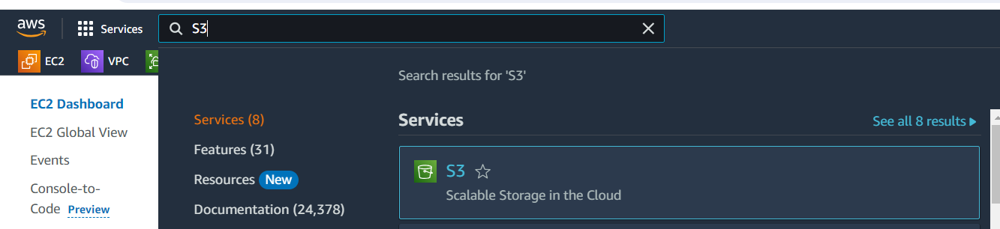 aws
Services
S3
EC2
VPC
Search results for 'S3'
EC2 Dashboard
EC2 Global View
Events
Console-to-
Code Preview
Services (8)
Features (31)
Resources New
Documentation (24,378)
Services
See all 8 results
S3
Scalable Storage in the Cloud